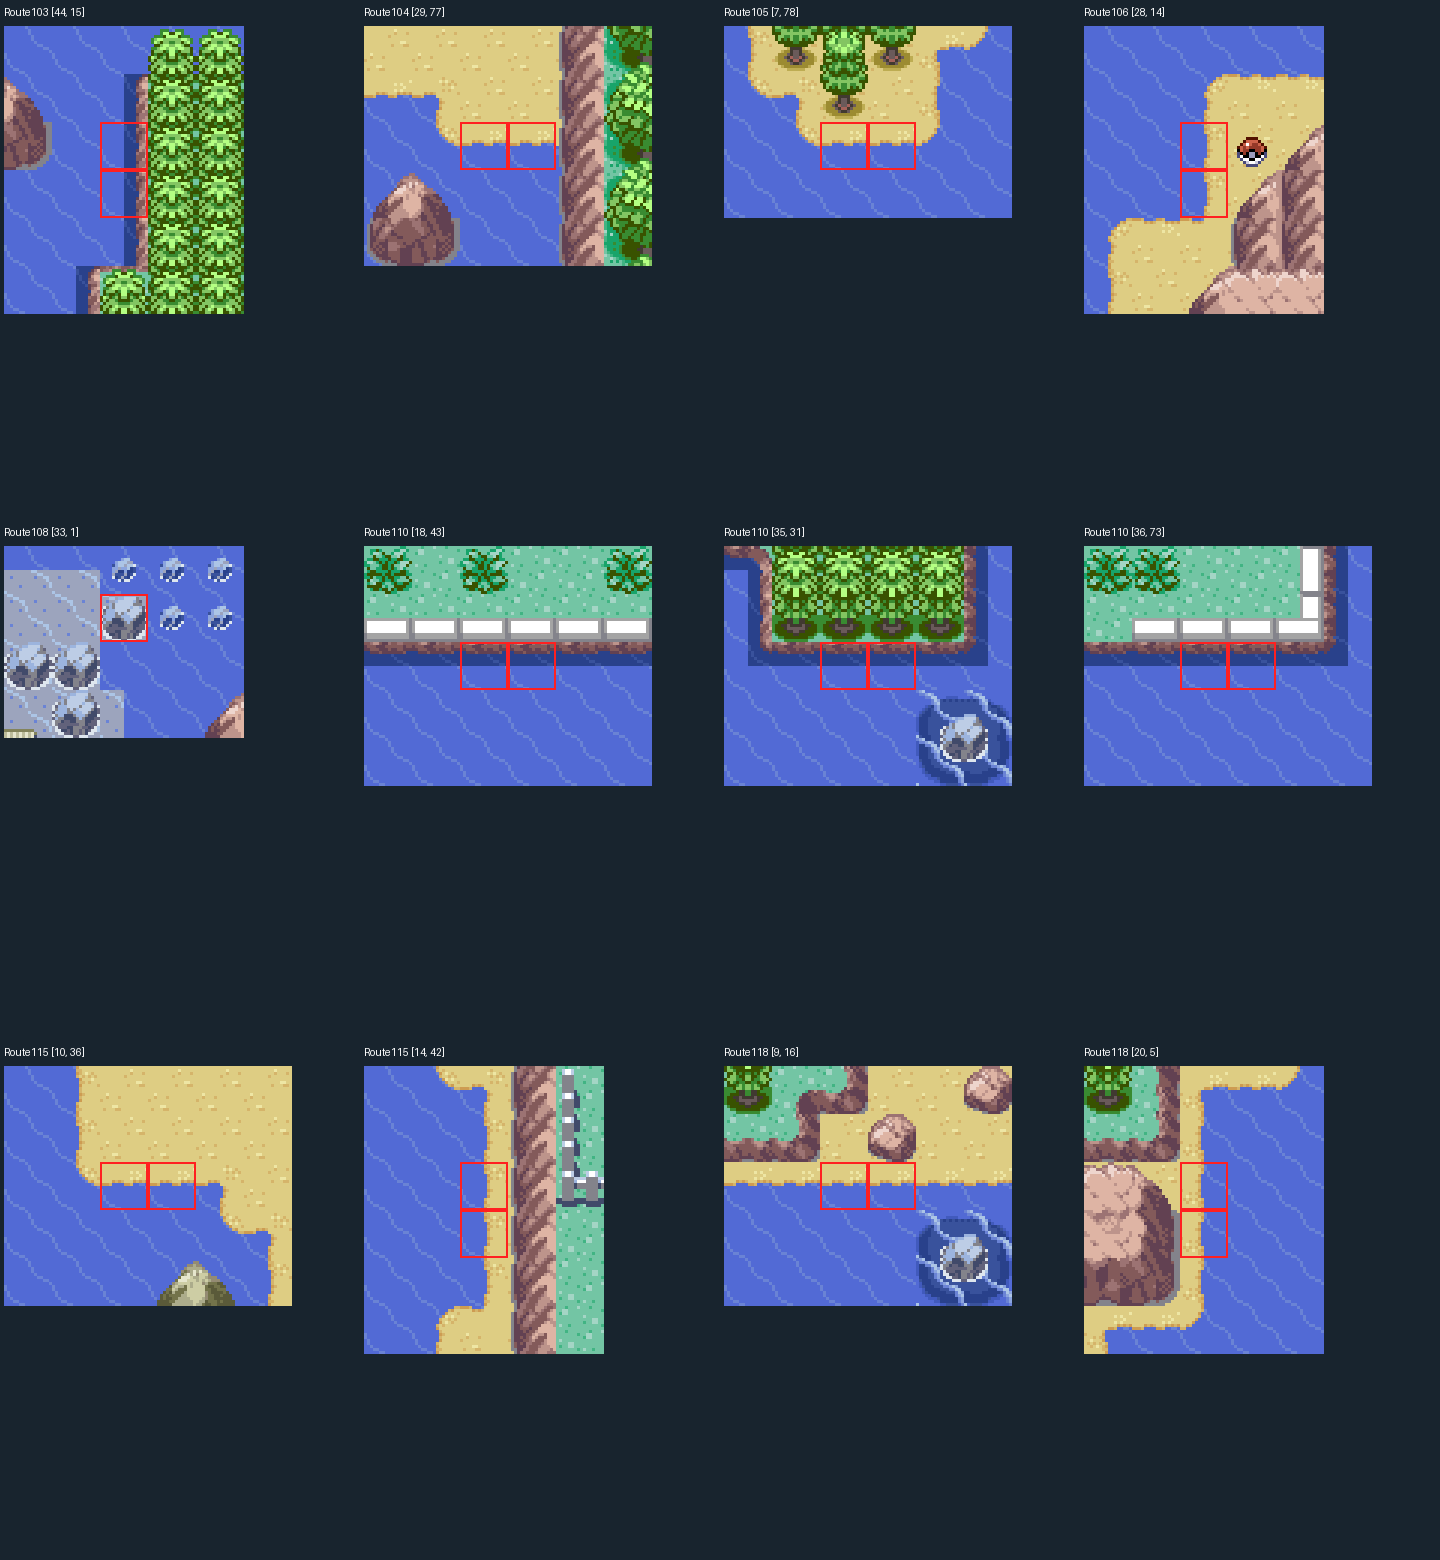 Route103 [44, 15]
Route104 [29, 77]
Route105 [7, 78]
Route106 [28, 14]
Route108 [33, 1]
Route110 [18, 43]
Route110 [35, 31]
Route110 [36, 73]
Route115 [10, 36]
Route115 [14, 42]
Route118 [9, 16]
Route118 [20, 5]